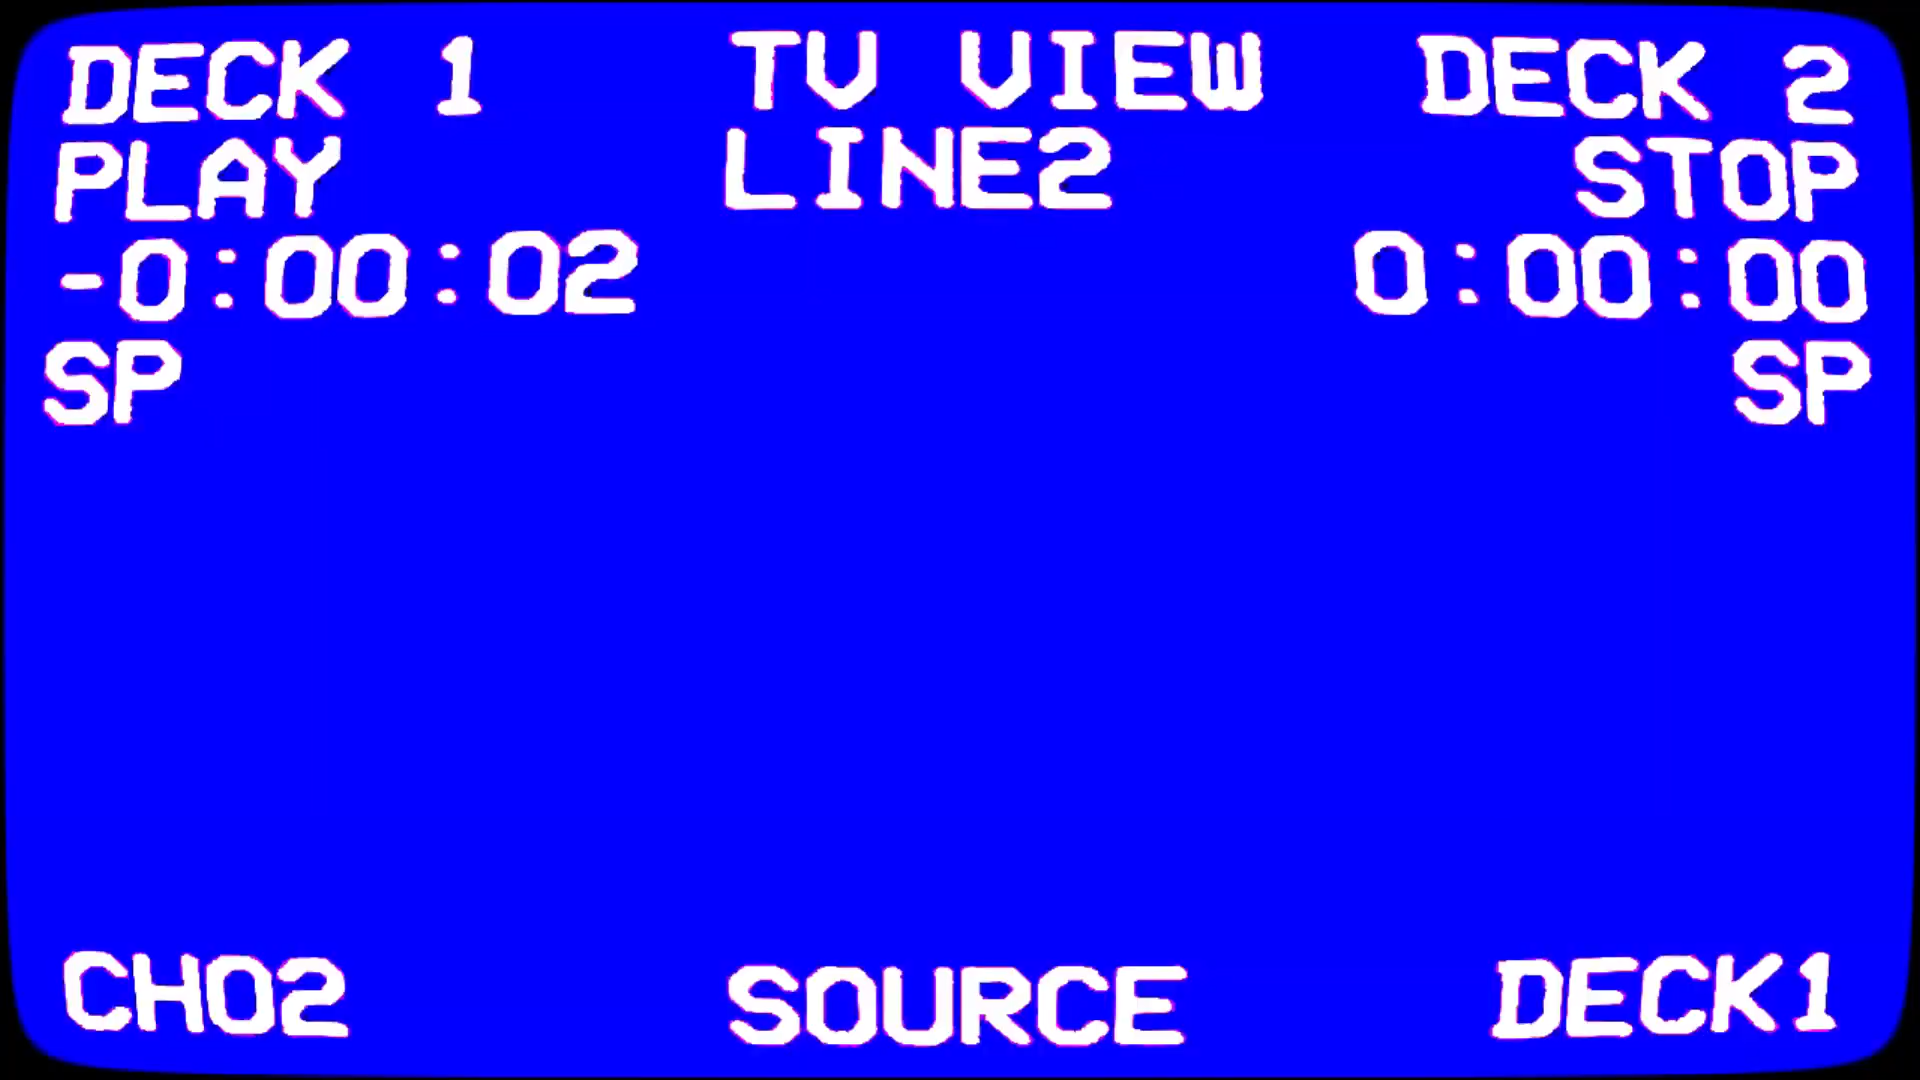 DECK 1 TV VIEW DECK 2
PLAY LINE2 STOP
-0:00:02 0:00:00
SP SP
CH02 SOURCE DECK1